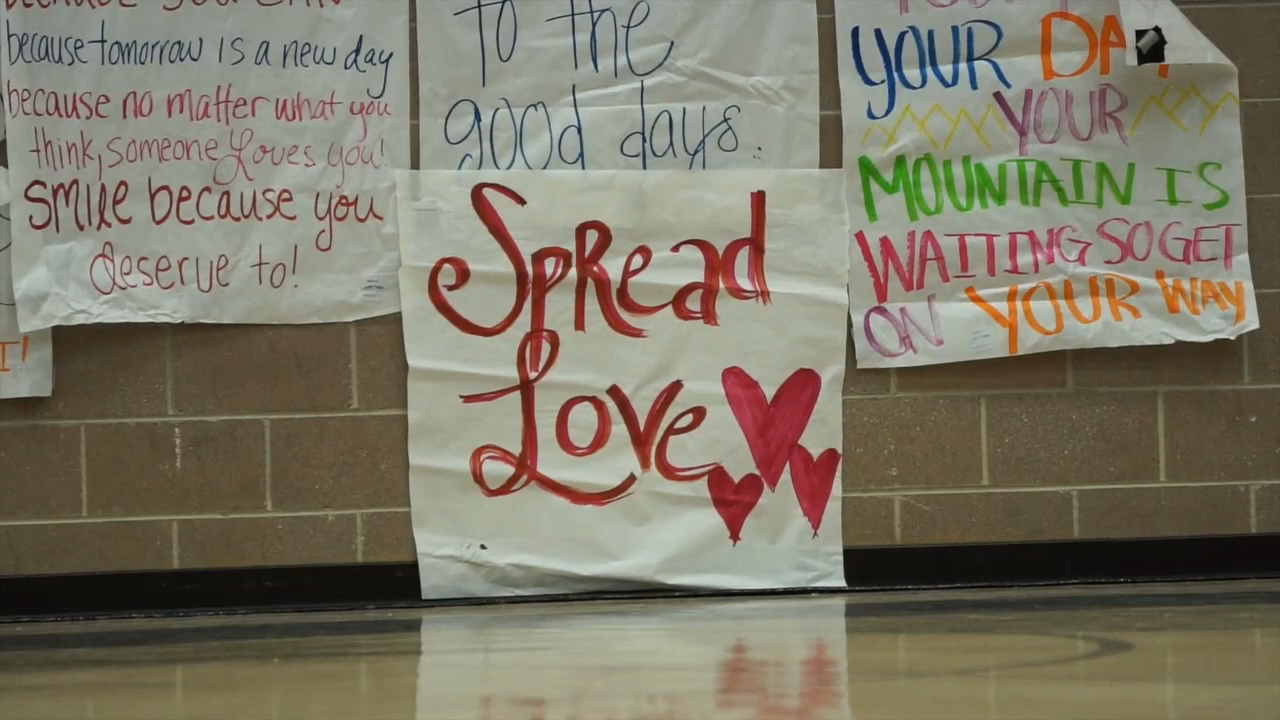 because tomorrow is a new day
because no matter what you
think, someone Loves you!
Smile because you
deserve to!
I!
to the
good days.
Spread
Love
YOUR DAY
YOUR
MOUNTAIN IS
WAITING SO GET
ON YOUR WAY